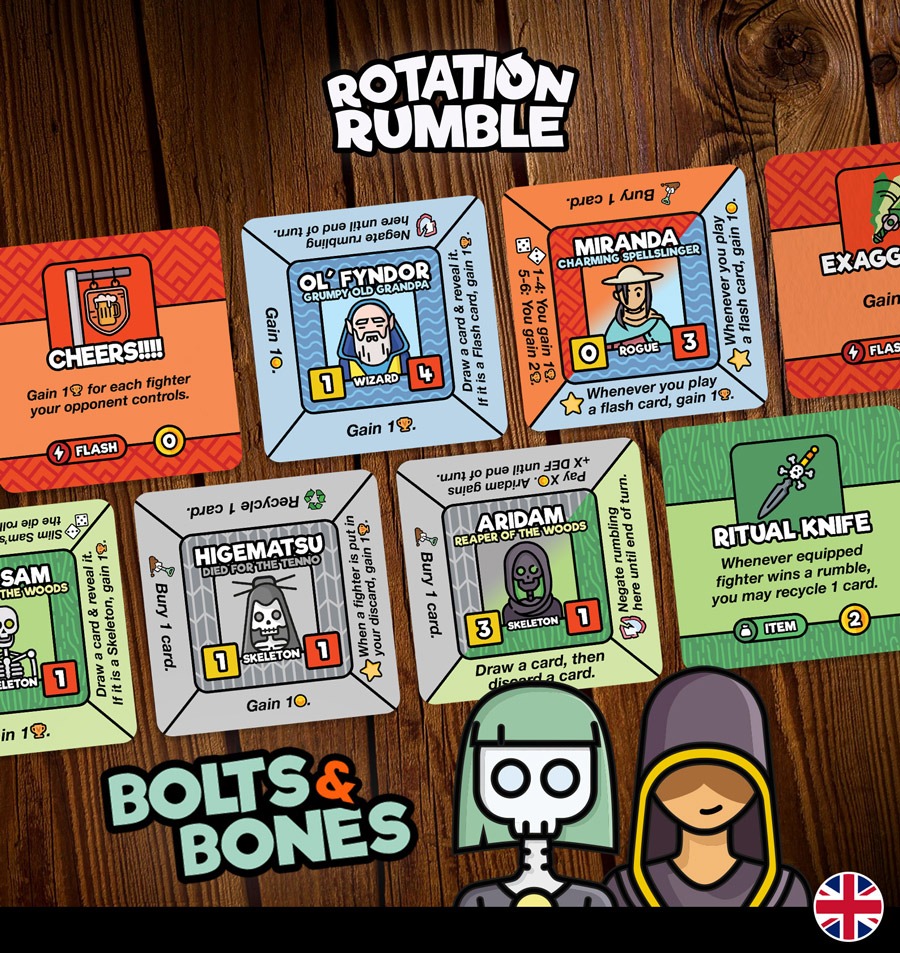 ROTATION
RUMBLE
CHEERS!!!!
Gain 1 for each fighter
your opponent controls.
FLASH
0
Negate rumbling
here until end of turn.
Gain 1.
OL' FYNDOR
GRUMPY OLD GRANDPA
1
WIZARD
4
Draw a card & reveal it.
If it is a Flash card, gain 1.
Gain 1.
Bury 1 card.
1-4: You gain 1.
5-6: You gain 2.
MIRANDA
CHARMING SPELLSLINGER
0
ROGUE
3
Whenever you play
a flash card, gain 1.
Whenever you play
a flash card, gain 1.
EXAGG
Gain
FLAS
Slim Sam's
the die roll
SAM
THE WOODS
ELETON
1
Draw a card & reveal it.
If it is a Skeleton, gain 1.
in 1.
Recycle 1 card.
Bury 1 card.
HIGEMATSU
DIED FOR THE TENNO
1
SKELETON
1
When a fighter is put in
your discard, gain 1.
Gain 1.
Pay X. Aridam gains
+X DEF until end of turn.
Bury 1 card.
ARIDAM
REAPER OF THE WOODS
3
SKELETON
1
Negate rumbling
here until end of turn.
Draw a card, then
discard a card.
RITUAL KNIFE
Whenever equipped
fighter wins a rumble,
you may recycle 1 card.
ITEM
2
BOLTS &
BONES